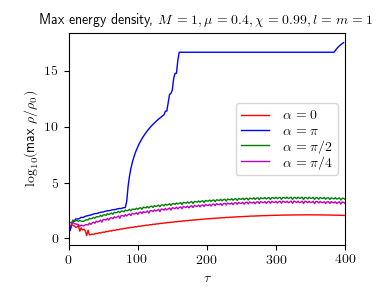 Max energy density, M = 1, μ = 0.4, χ = 0.99, l = m = 1
log₁₀(max ρ/ρ₀)
15
10
5
0
α = 0
α = π
α = π/2
α = π/4
0 100 200 300 400
τ